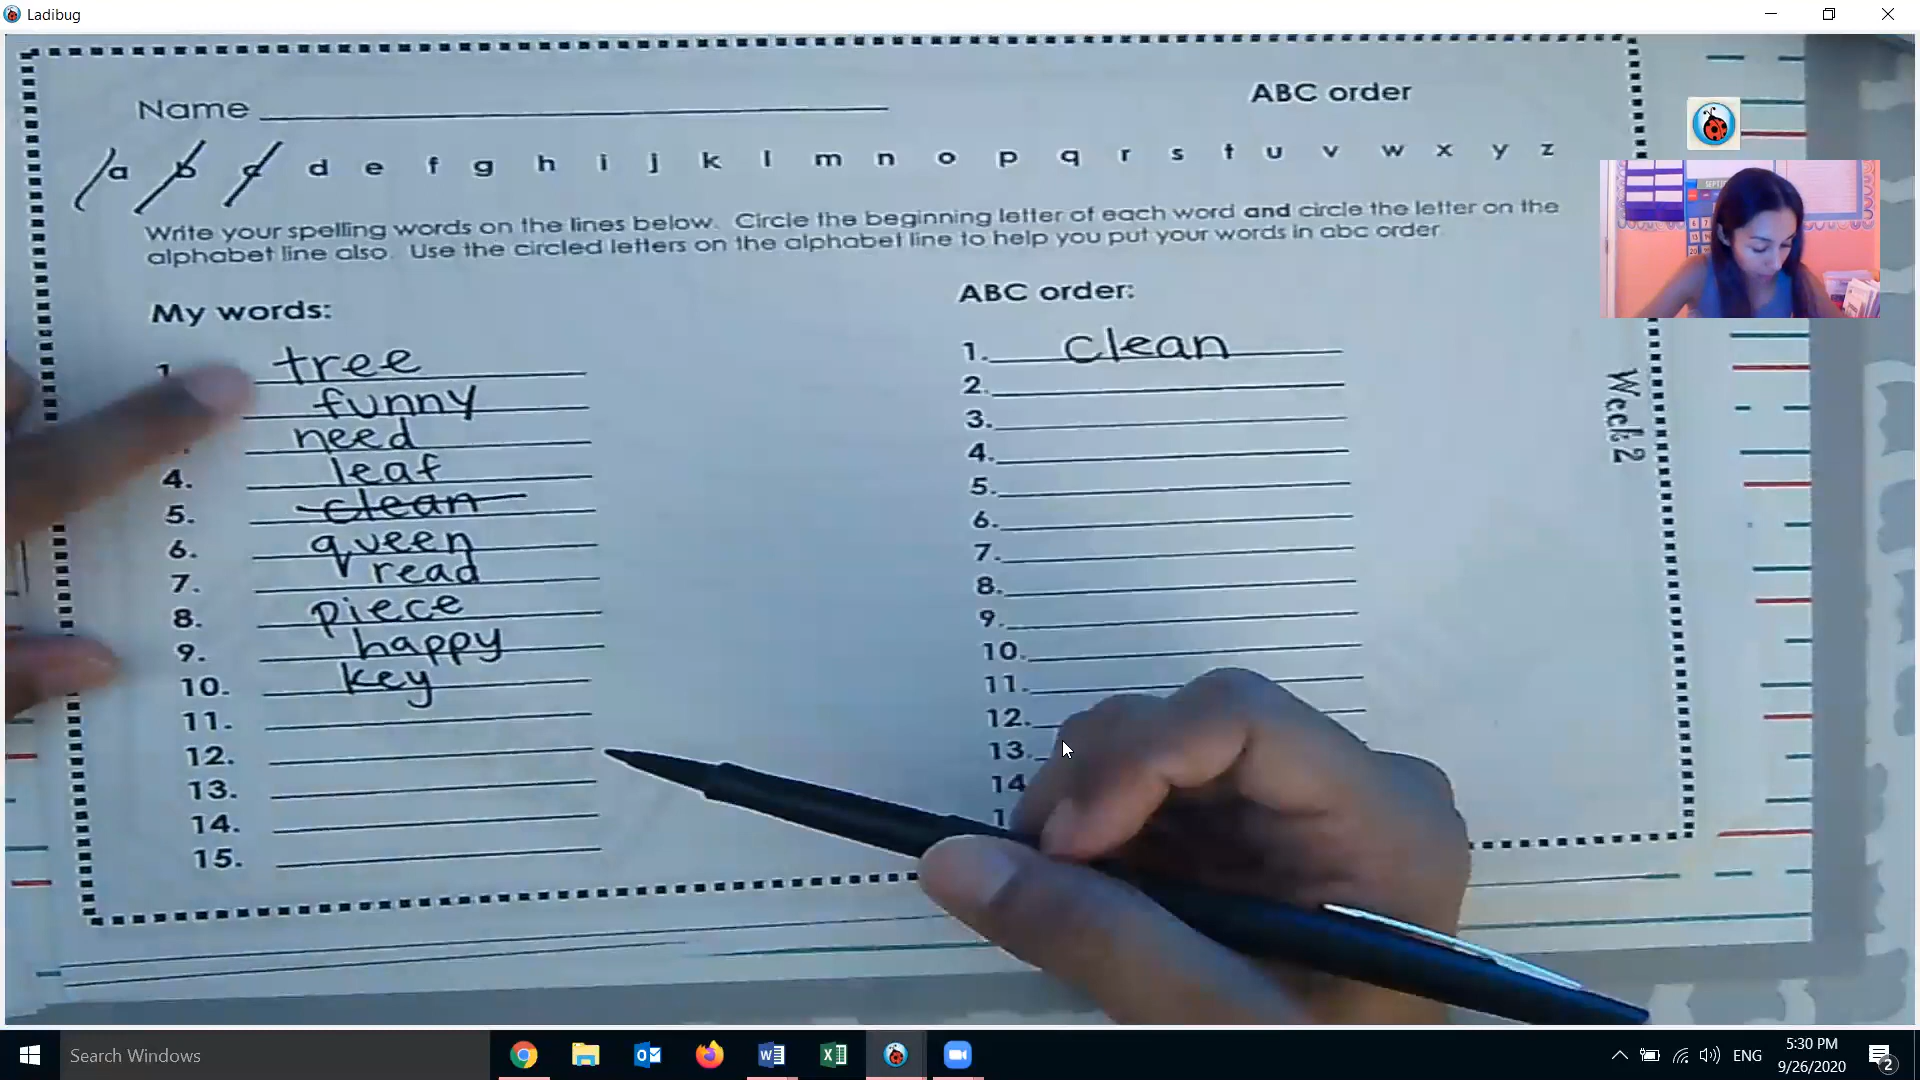 Ladibug
Name
ABC order
a b c d e f g h i j k l m n o p q r s t u v w x y z
Write your spelling words on the lines below. Circle the beginning letter of each word and circle the letter on the
alphabet line also. Use the circled letters on the alphabet line to help you put your words in abc order.
My words:
1. tree
funny
need
4. leaf
5. clean
6. queen
7. read
8. piece
9. happy
10. key
11.
12.
13.
14.
15.
ABC order:
1. clean
2.
3.
4.
5.
6.
7.
8.
9.
10.
11.
12.
13.
14
1
Week 2
Search Windows
ENG
5:30 PM
9/26/2020
2